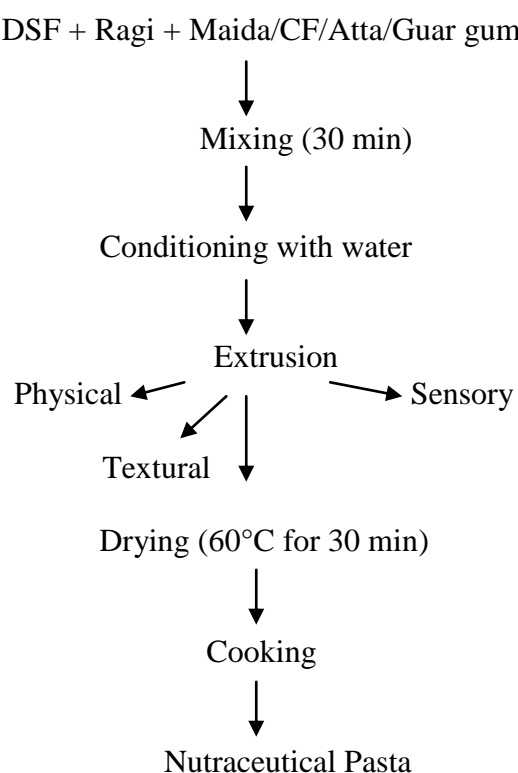 DSF + Ragi + Maida/CF/Atta/Guar gum
Mixing (30 min)
Conditioning with water
Extrusion
Physical
Sensory
Textural
Drying (60°C for 30 min)
Cooking
Nutraceutical Pasta